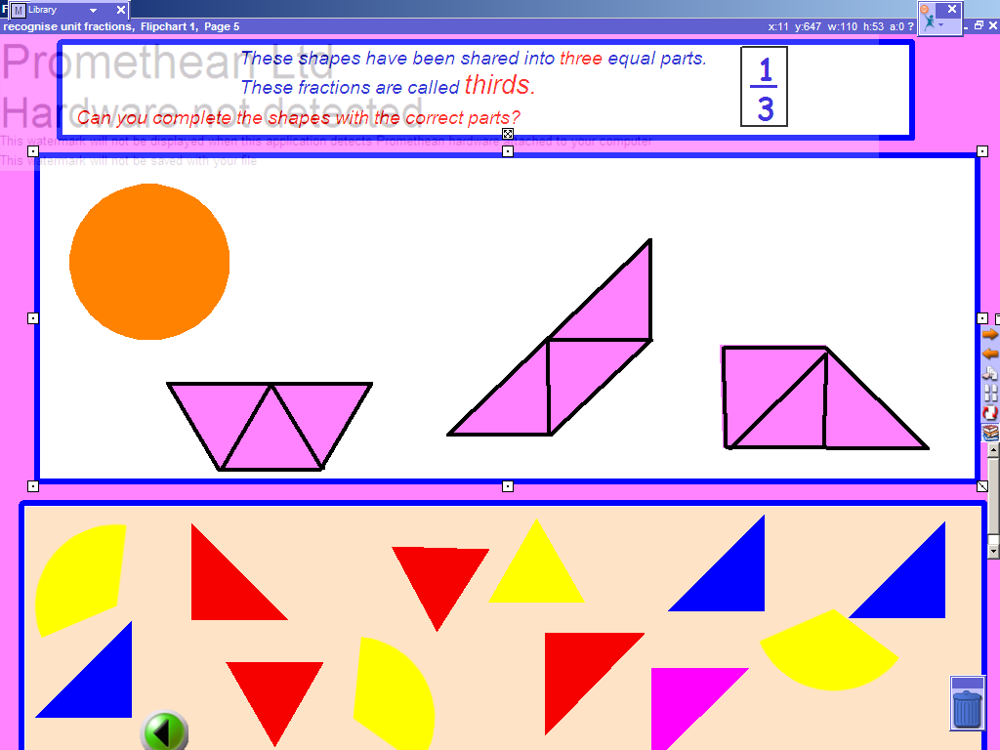 Library
recognise unit fractions, Flipchart 1, Page 5
x:11 y:647 w:110 h:53 a:0 ?
Promethean Ltd
Hardware not detected
This watermark will not be displayed when this application detects Promethean hardware attached to your computer
This watermark will not be saved with your file
These shapes have been shared into three equal parts.
These fractions are called thirds.
Can you complete the shapes with the correct parts?
1
3